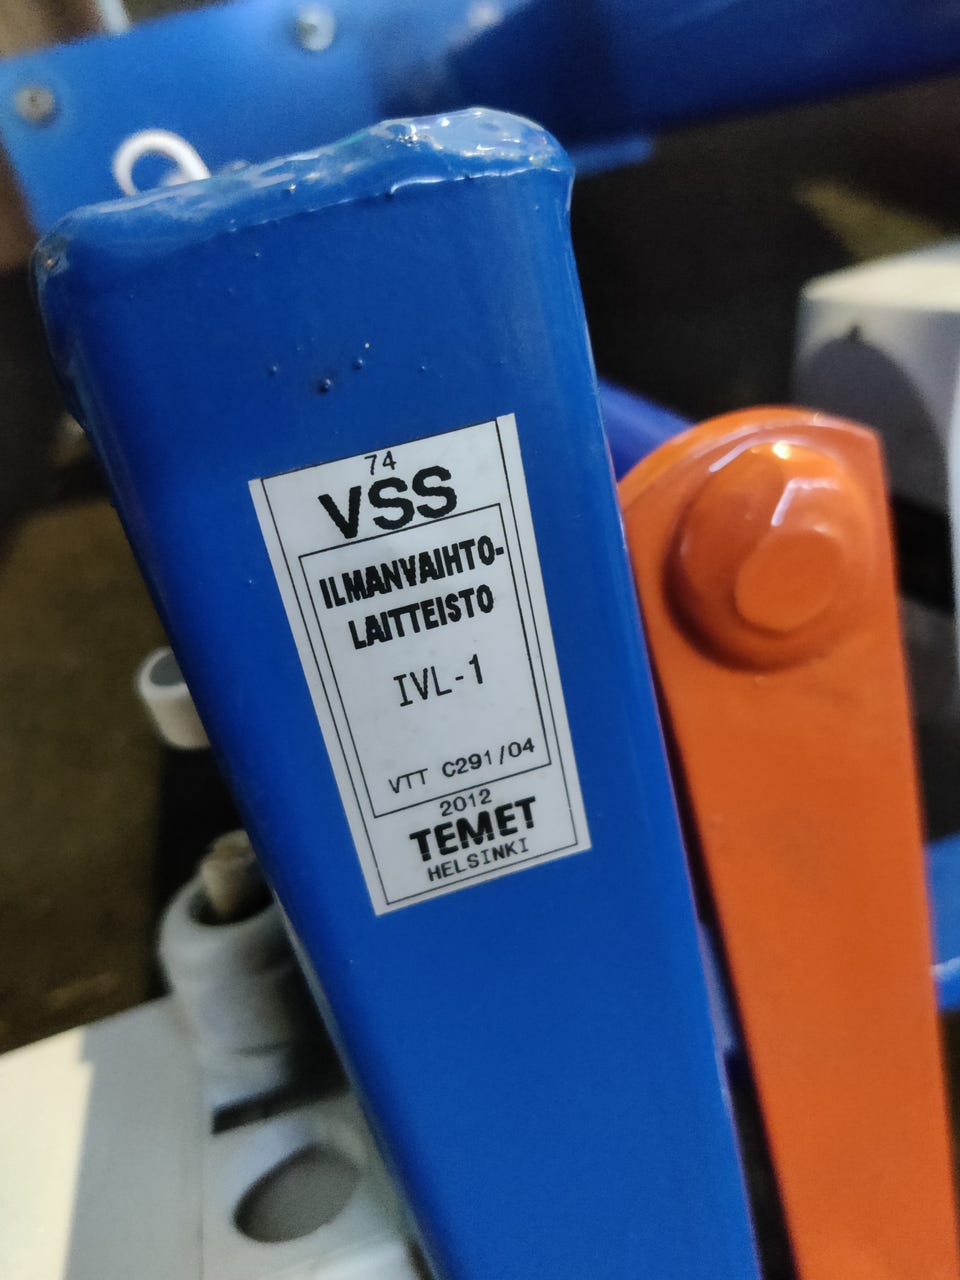 74
VSS
ILMANVAIHTO-
LAITTEISTO
IVL-1
VTT C291/04
2012
TEMET
HELSINKI